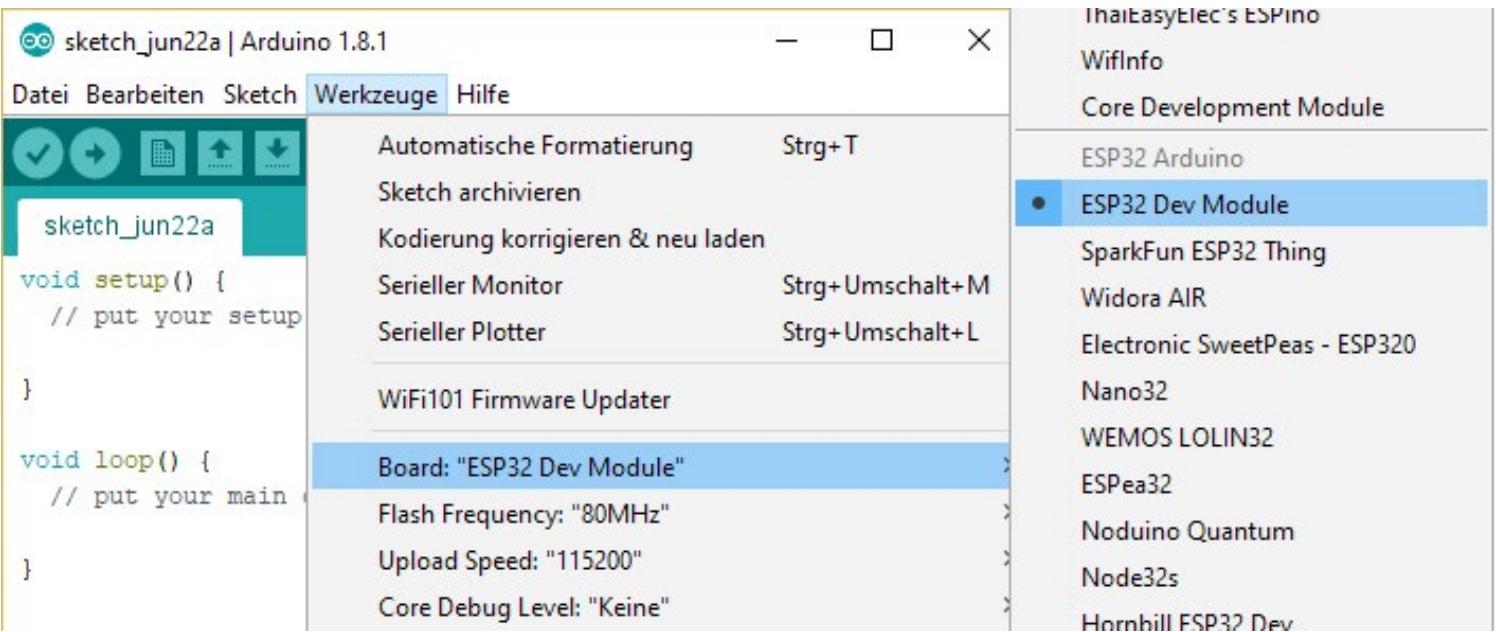 sketch_jun22a | Arduino 1.8.1
Datei Bearbeiten Sketch Werkzeuge Hilfe
sketch_jun22a
void setup() {
// put your setup
}
void loop() {
// put your main
}
Automatische Formatierung Strg+T
Sketch archivieren
Kodierung korrigieren & neu laden
Serieller Monitor Strg+Umschalt+M
Serieller Plotter Strg+Umschalt+L
WiFi101 Firmware Updater
Board: "ESP32 Dev Module"
Flash Frequency: "80MHz"
Upload Speed: "115200"
Core Debug Level: "Keine"
ThaiEasyElec's ESPino
WifInfo
Core Development Module
ESP32 Arduino
ESP32 Dev Module
SparkFun ESP32 Thing
Widora AIR
Electronic SweetPeas - ESP320
Nano32
WEMOS LOLIN32
ESPea32
Noduino Quantum
Node32s
Hornbill ESP32 Dev